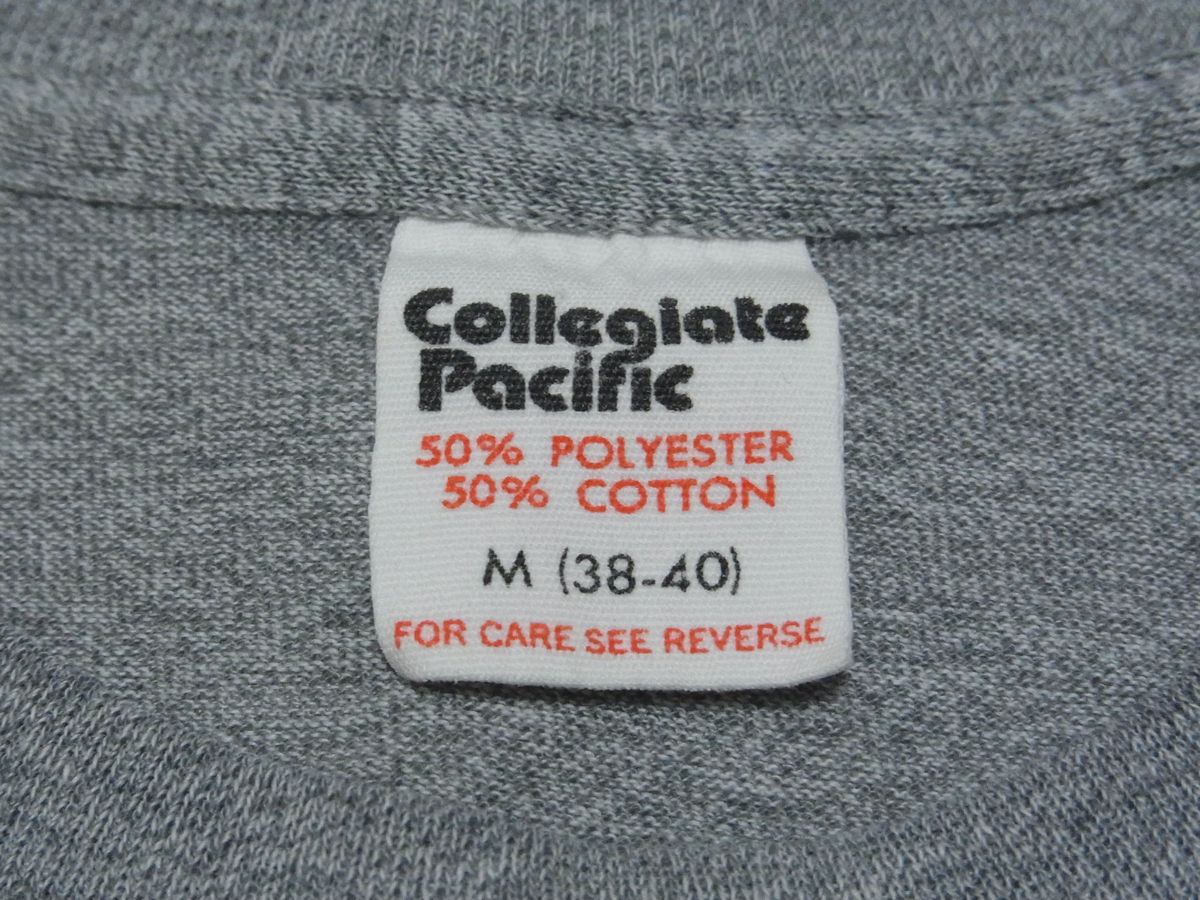 Collegiate
Pacific
50% POLYESTER
50% COTTON
M (38-40)
FOR CARE SEE REVERSE